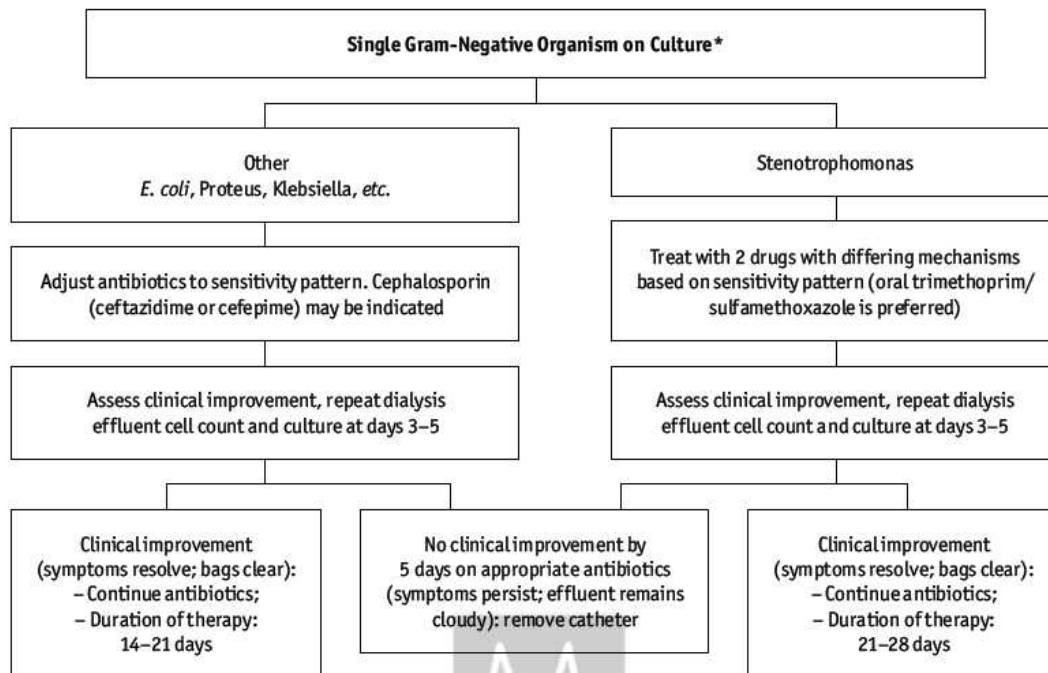 Single Gram-Negative Organism on Culture*
Other
E. coli, Proteus, Klebsiella, etc.
Stenotrophomonas
Adjust antibiotics to sensitivity pattern. Cephalosporin
(ceftazidime or cefepime) may be indicated
Treat with 2 drugs with differing mechanisms
based on sensitivity pattern (oral trimethoprim/
sulfamethoxazole is preferred)
Assess clinical improvement, repeat dialysis
effluent cell count and culture at days 3–5
Assess clinical improvement, repeat dialysis
effluent cell count and culture at days 3–5
Clinical improvement
(symptoms resolve; bags clear):
– Continue antibiotics;
– Duration of therapy:
14–21 days
No clinical improvement by
5 days on appropriate antibiotics
(symptoms persist; effluent remains
cloudy): remove catheter
Clinical improvement
(symptoms resolve; bags clear):
– Continue antibiotics;
– Duration of therapy:
21–28 days